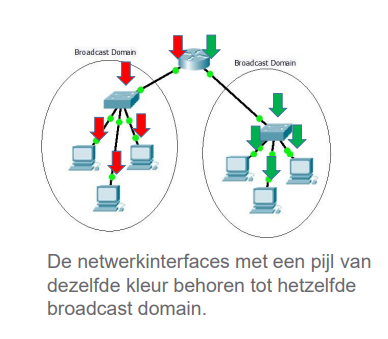 Broadcast Domain
Broadcast Domain
De netwerkinterfaces met een pijl van
dezelfde kleur behoren tot hetzelfde
broadcast domain.